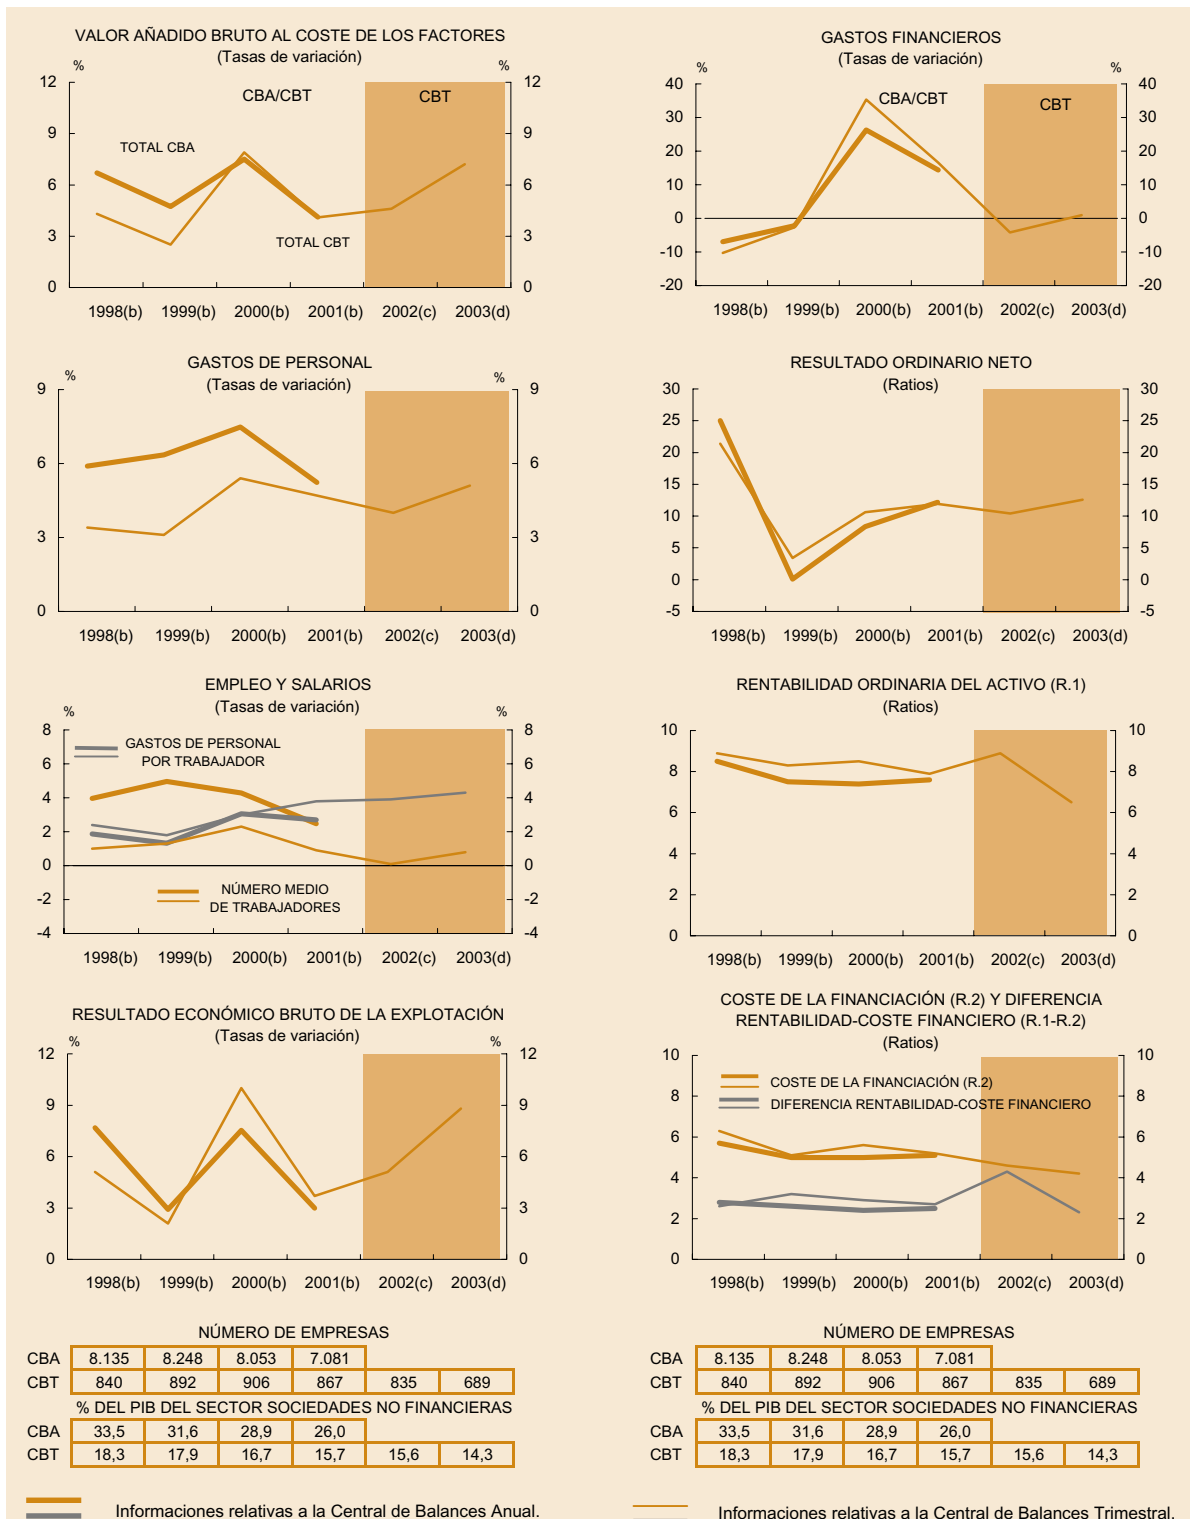 VALOR AÑADIDO BRUTO AL COSTE DE LOS FACTORES
(Tasas de variación)
% %
12 12
CBA/CBT CBT
9 9
TOTAL CBA
6 6
TOTAL CBT
3 3
0 0
1998(b) 1999(b) 2000(b) 2001(b) 2002(c) 2003(d)
GASTOS FINANCIEROS
(Tasas de variación)
% %
40 40
CBA/CBT CBT
30 30
20 20
10 10
0 0
-10 -10
-20 -20
1998(b) 1999(b) 2000(b) 2001(b) 2002(c) 2003(d)
GASTOS DE PERSONAL
(Tasas de variación)
% %
9 9
6 6
3 3
0 0
1998(b) 1999(b) 2000(b) 2001(b) 2002(c) 2003(d)
RESULTADO ORDINARIO NETO
(Ratios)
30 30
25 25
20 20
15 15
10 10
5 5
0 0
-5 -5
1998(b) 1999(b) 2000(b) 2001(b) 2002(c) 2003(d)
EMPLEO Y SALARIOS
(Tasas de variación)
% %
8 8
GASTOS DE PERSONAL
POR TRABAJADOR
6 6
4 4
2 2
0 0
NÚMERO MEDIO
DE TRABAJADORES
-2 -2
-4 -4
1998(b) 1999(b) 2000(b) 2001(b) 2002(c) 2003(d)
RENTABILIDAD ORDINARIA DEL ACTIVO (R.1)
(Ratios)
10 10
8 8
6 6
4 4
2 2
0 0
1998(b) 1999(b) 2000(b) 2001(b) 2002(c) 2003(d)
RESULTADO ECONÓMICO BRUTO DE LA EXPLOTACIÓN
(Tasas de variación)
% %
12 12
9 9
6 6
3 3
0 0
1998(b) 1999(b) 2000(b) 2001(b) 2002(c) 2003(d)
COSTE DE LA FINANCIACIÓN (R.2) Y DIFERENCIA
RENTABILIDAD-COSTE FINANCIERO (R.1-R.2)
(Ratios)
10 10
COSTE DE LA FINANCIACIÓN (R.2)
DIFERENCIA RENTABILIDAD-COSTE FINANCIERO
8 8
6 6
4 4
2 2
0 0
1998(b) 1999(b) 2000(b) 2001(b) 2002(c) 2003(d)
NÚMERO DE EMPRESAS
CBA 8.135 8.248 8.053 7.081
CBT 840 892 906 867 835 689
% DEL PIB DEL SECTOR SOCIEDADES NO FINANCIERAS
CBA 33,5 31,6 28,9 26,0
CBT 18,3 17,9 16,7 15,7 15,6 14,3
NÚMERO DE EMPRESAS
CBA 8.135 8.248 8.053 7.081
CBT 840 892 906 867 835 689
% DEL PIB DEL SECTOR SOCIEDADES NO FINANCIERAS
CBA 33,5 31,6 28,9 26,0
CBT 18,3 17,9 16,7 15,7 15,6 14,3
Informaciones relativas a la Central de Balances Anual.
Informaciones relativas a la Central de Balances Trimestral.